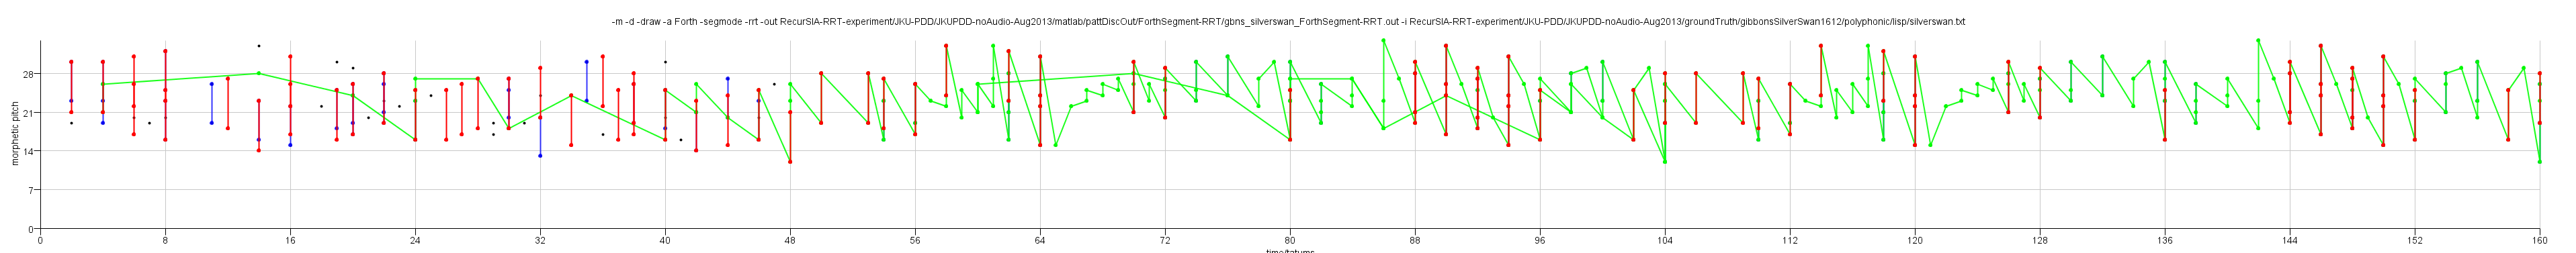 -m -d -draw -a Forth -segmode -rrt -out RecurSIA-RRT-experiment/JKU-PDD/JKUPDD-noAudio-Aug2013/matlab/pattDiscOut/ForthSegment-RRT/gbns_silverswan_ForthSegment-RRT.out -i RecurSIA-RRT-experiment/JKU-PDD/JKUPDD-noAudio-Aug2013/groundTruth/gibbonsSilverSwan1612/polyphonic/lisp/silverswan.txt
morphetic pitch
28
21
14
7
0
0 8 16 24 32 40 48 56 64 72 80 88 96 104 112 120 128 136 144 152 160
time/tatums